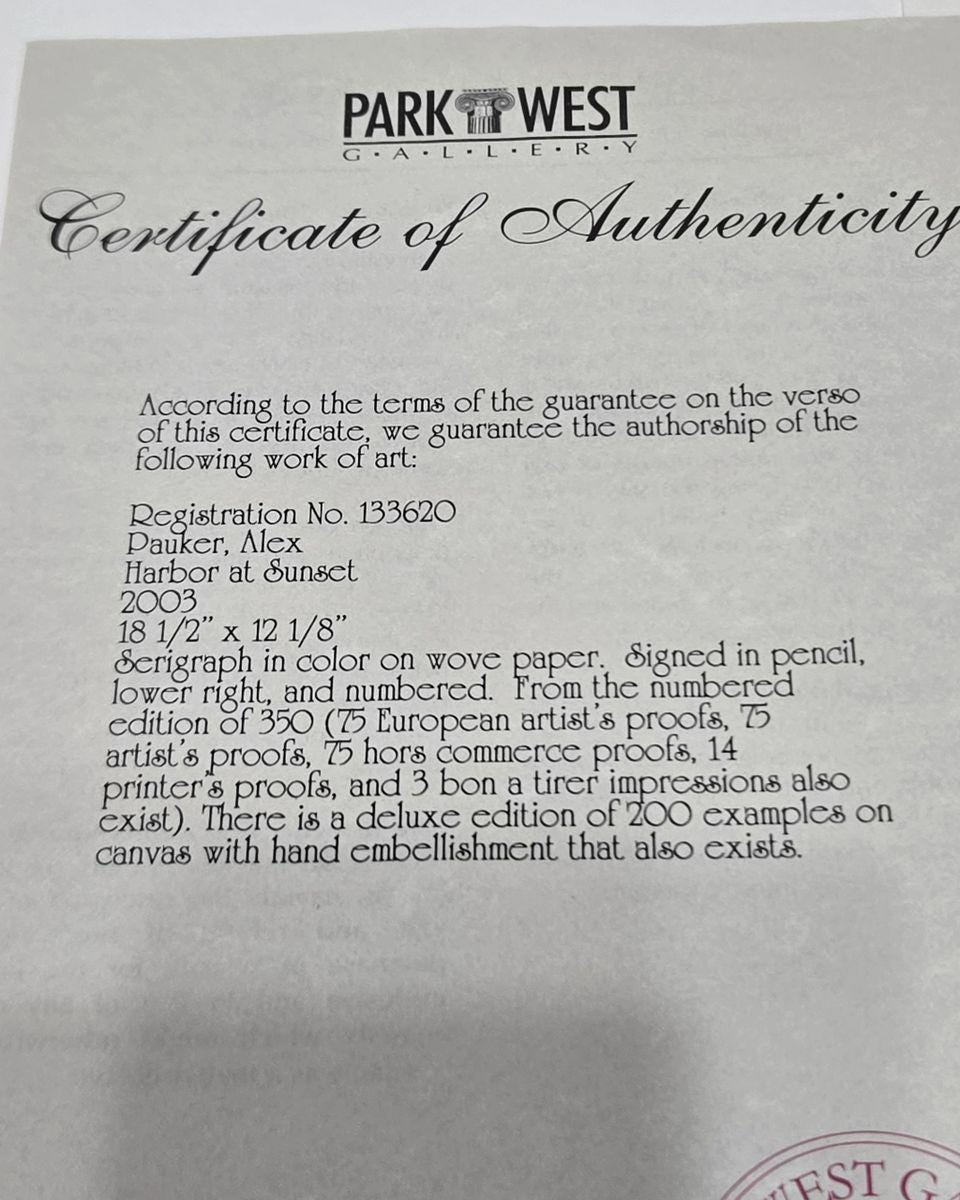 PARK WEST
G·A·L·L·E·R·Y
Certificate of Authenticity
According to the terms of the guarantee on the verso
of this certificate, we guarantee the authorship of the
following work of art:
Registration No. 133620
Pauker, Alex
Harbor at Sunset
2003
18 1/2” x 12 1/8”
Serigraph in color on wove paper. Signed in pencil,
lower right, and numbered. From the numbered
edition of 350 (75 European artist's proofs, 75
artist's proofs, 75 hors commerce proofs, 14
printer's proofs, and 3 bon a tirer impressions also
exist). There is a deluxe edition of 200 examples on
canvas with hand embellishment that also exists.
WEST G